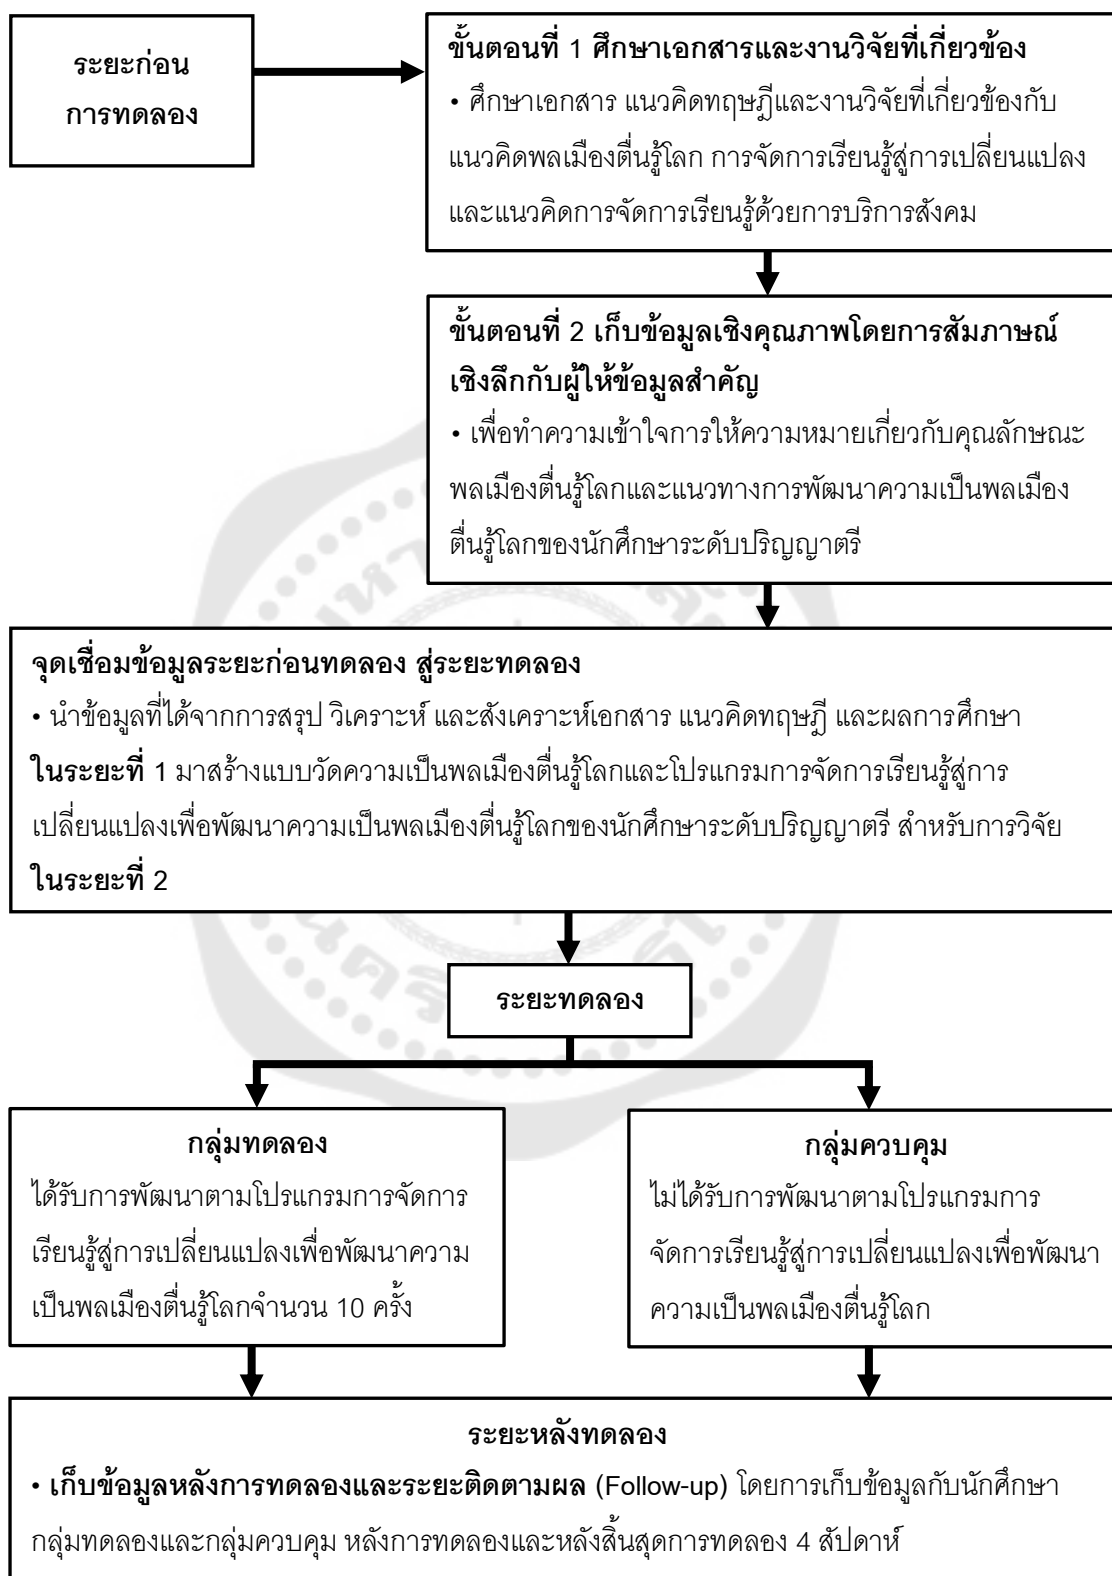 ระยะก่อน
การทดลอง
ขั้นตอนที่ 1 ศึกษาเอกสารและงานวิจัยที่เกี่ยวข้อง
• ศึกษาเอกสาร แนวคิดทฤษฎีและงานวิจัยที่เกี่ยวข้องกับ
แนวคิดพลเมืองตื่นรู้โลก การจัดการเรียนรู้สู่การเปลี่ยนแปลง
และแนวคิดการจัดการเรียนรู้ด้วยการบริการสังคม
ขั้นตอนที่ 2 เก็บข้อมูลเชิงคุณภาพโดยการสัมภาษณ์
เชิงลึกกับผู้ให้ข้อมูลสำคัญ
• เพื่อทำความเข้าใจการให้ความหมายเกี่ยวกับคุณลักษณะ
พลเมืองตื่นรู้โลกและแนวทางการพัฒนาความเป็นพลเมือง
ตื่นรู้โลกของนักศึกษาระดับปริญญาตรี
จุดเชื่อมข้อมูลระยะก่อนทดลอง สู่ระยะทดลอง
• นำข้อมูลที่ได้จากการสรุป วิเคราะห์ และสังเคราะห์เอกสาร แนวคิดทฤษฎี และผลการศึกษา
ในระยะที่ 1 มาสร้างแบบวัดความเป็นพลเมืองตื่นรู้โลกและโปรแกรมการจัดการเรียนรู้สู่การ
เปลี่ยนแปลงเพื่อพัฒนาความเป็นพลเมืองตื่นรู้โลกของนักศึกษาระดับปริญญาตรี สำหรับการวิจัย
ในระยะที่ 2
ระยะทดลอง
กลุ่มทดลอง
ได้รับการพัฒนาตามโปรแกรมการจัดการ
เรียนรู้สู่การเปลี่ยนแปลงเพื่อพัฒนาความ
เป็นพลเมืองตื่นรู้โลกจำนวน 10 ครั้ง
กลุ่มควบคุม
ไม่ได้รับการพัฒนาตามโปรแกรมการ
จัดการเรียนรู้สู่การเปลี่ยนแปลงเพื่อพัฒนา
ความเป็นพลเมืองตื่นรู้โลก
ระยะหลังทดลอง
• เก็บข้อมูลหลังการทดลองและระยะติดตามผล (Follow-up) โดยการเก็บข้อมูลกับนักศึกษา
กลุ่มทดลองและกลุ่มควบคุม หลังการทดลองและหลังสิ้นสุดการทดลอง 4 สัปดาห์